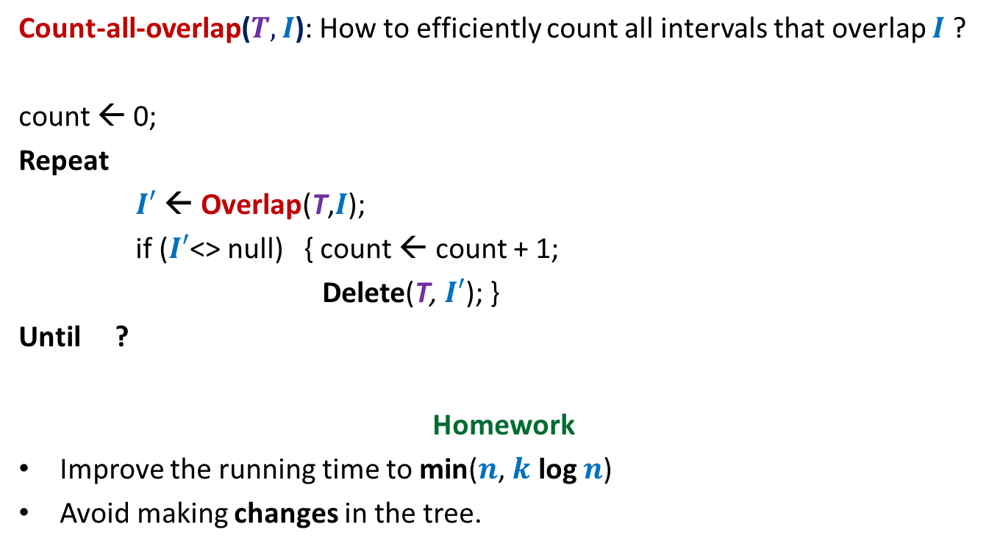 Count-all-overlap(T, I): How to efficiently count all intervals that overlap I ?
count ← 0;
Repeat
I′ ← Overlap(T,I);
if (I′<> null) { count ← count + 1;
Delete(T, I′); }
Until ?
Homework
• Improve the running time to min(n, k log n)
• Avoid making changes in the tree.